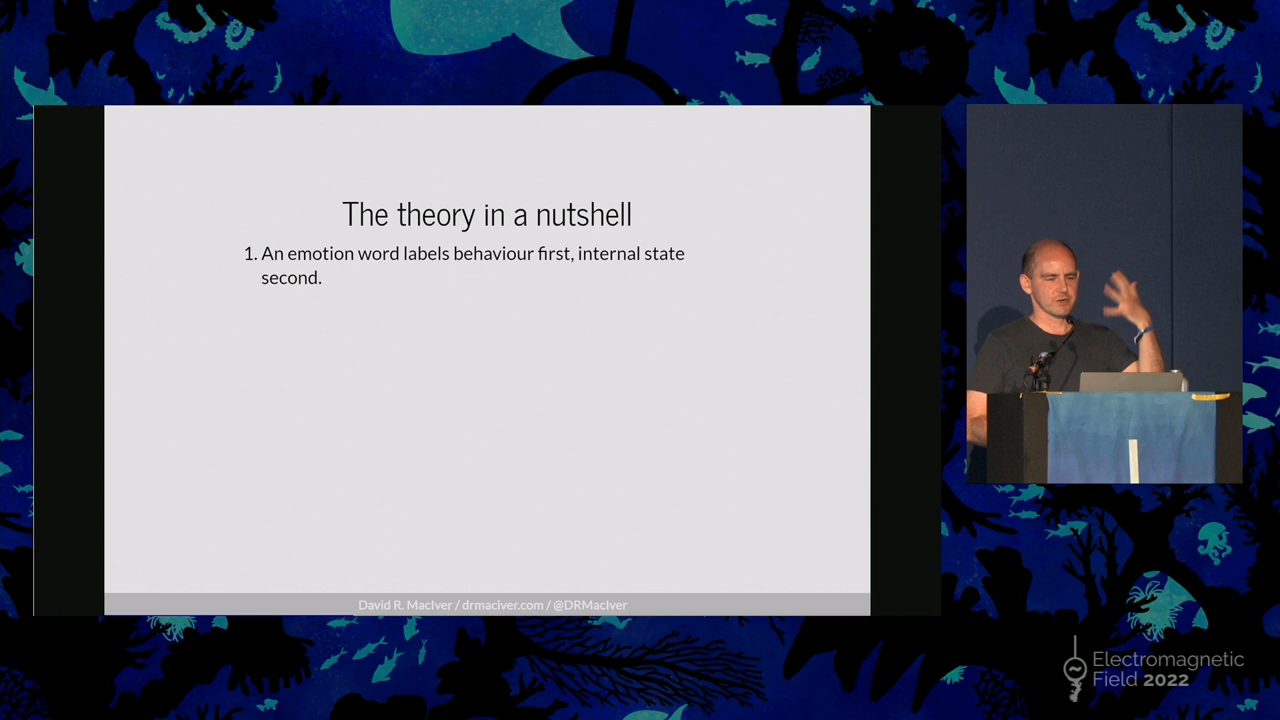 The theory in a nutshell
1. An emotion word labels behaviour first, internal state
second.
David R. MacIver / drmaciver.com / @DRMacIver
Electromagnetic
Field 2022